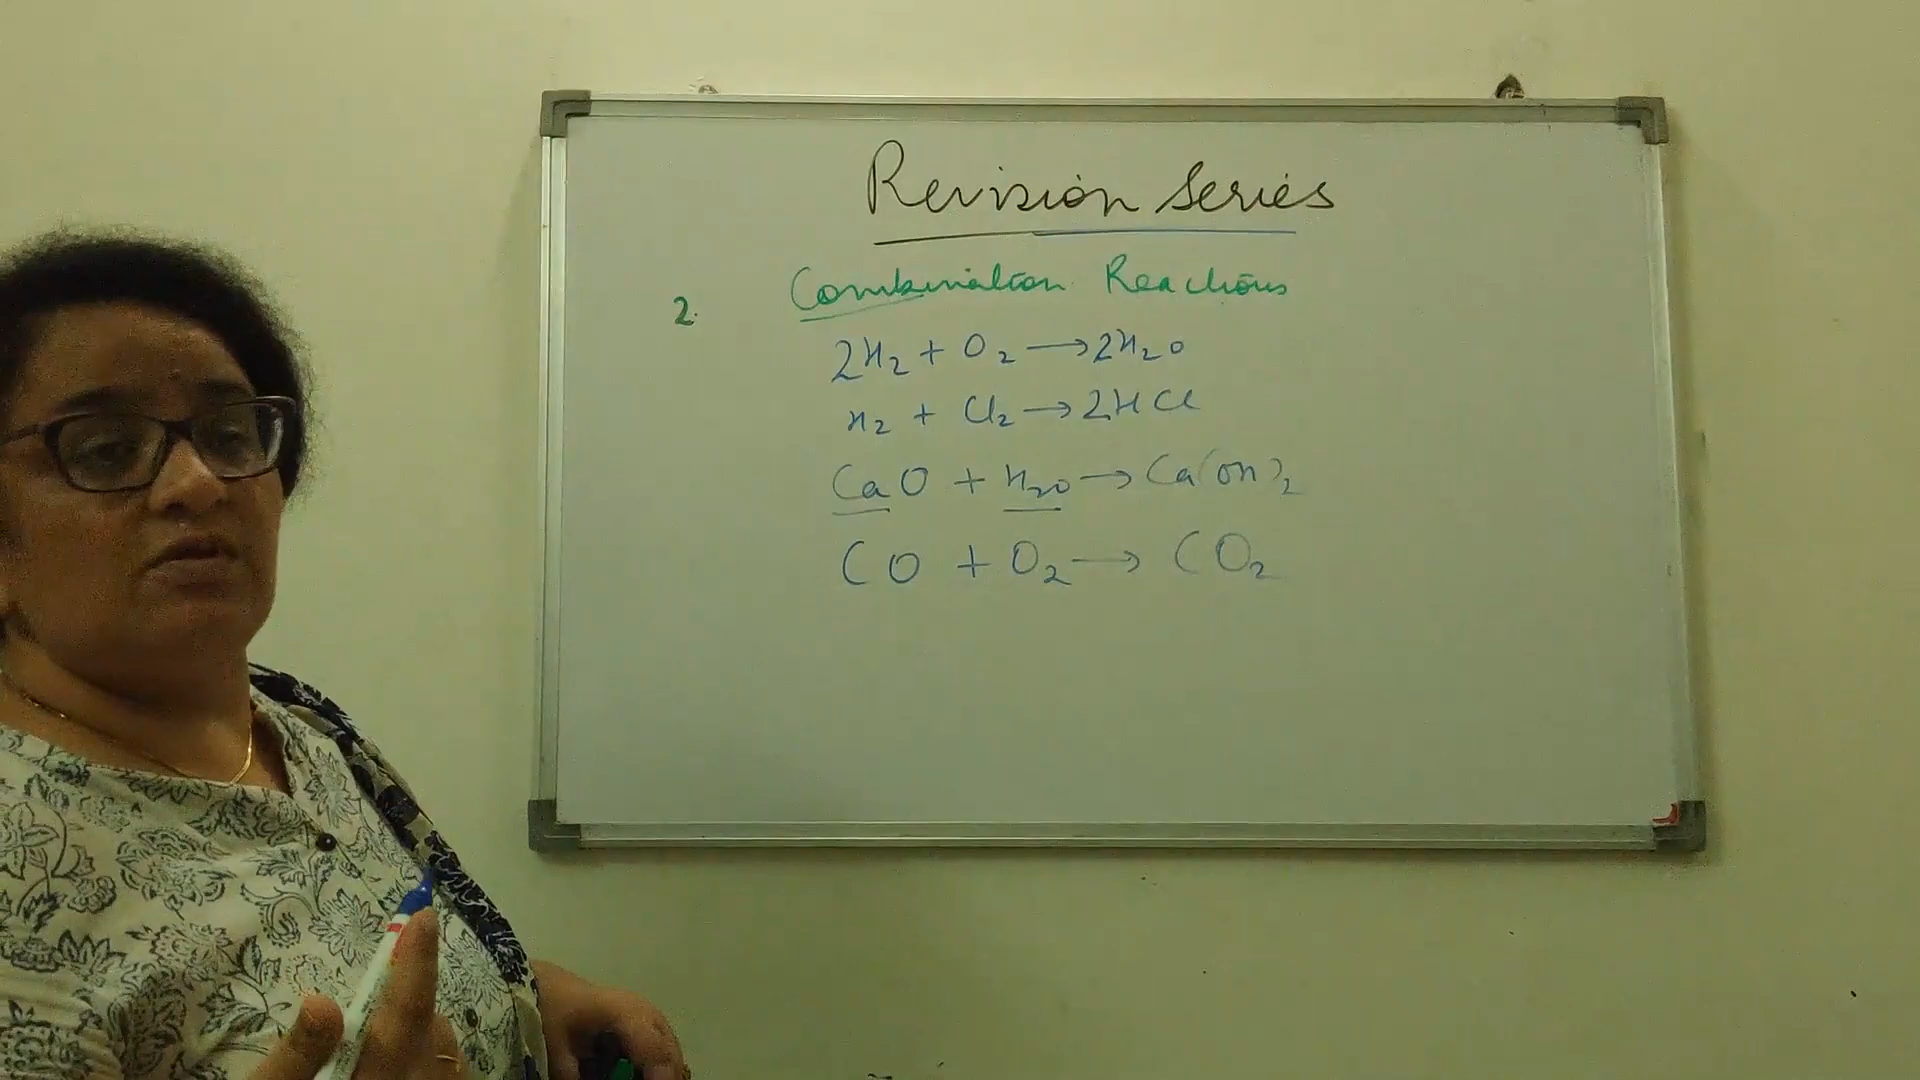 Revision Series
2. Combination Reactions
2H₂ + O₂ → 2H₂O
H₂ + Cl₂ → 2HCl
CaO + H₂O → Ca(OH)₂
CO + O₂ → CO₂